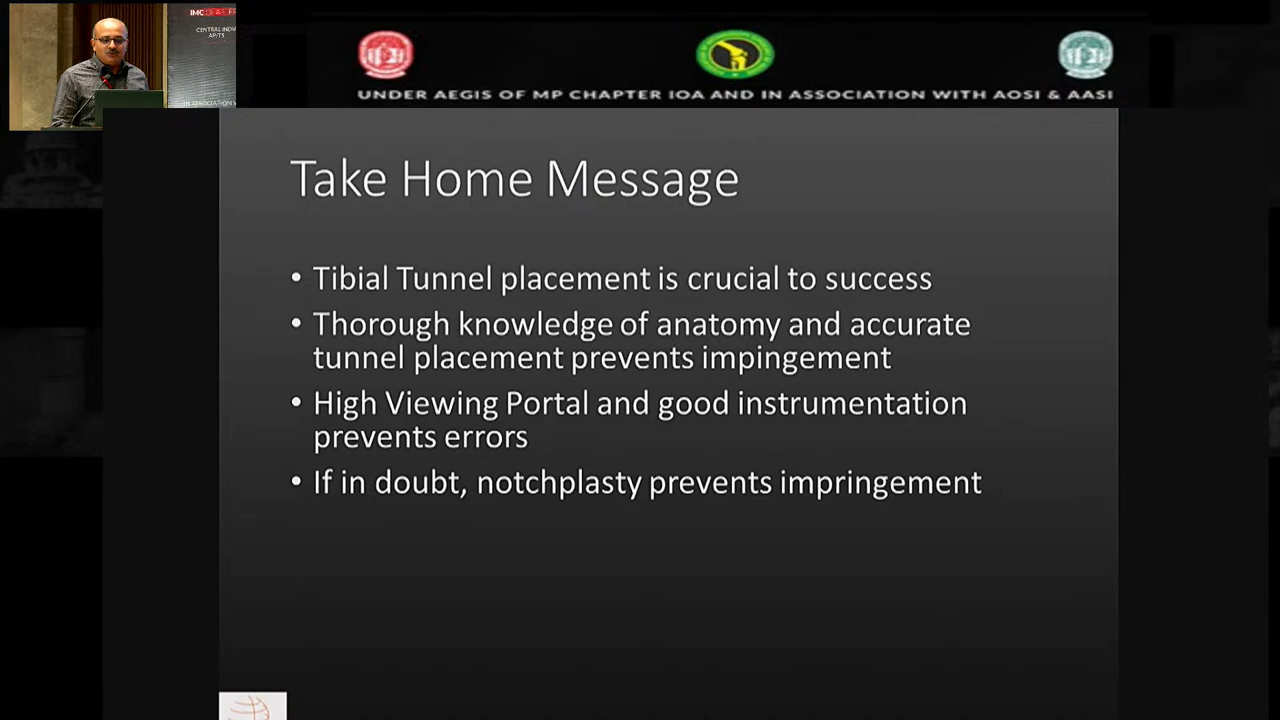 CENTRAL INDIA
UNDER AEGIS OF MP CHAPTER IOA AND IN ASSOCIATION WITH AOSI & AASI
Take Home Message
• Tibial Tunnel placement is crucial to success
• Thorough knowledge of anatomy and accurate
tunnel placement prevents impingement
• High Viewing Portal and good instrumentation
prevents errors
• If in doubt, notchplasty prevents impringement